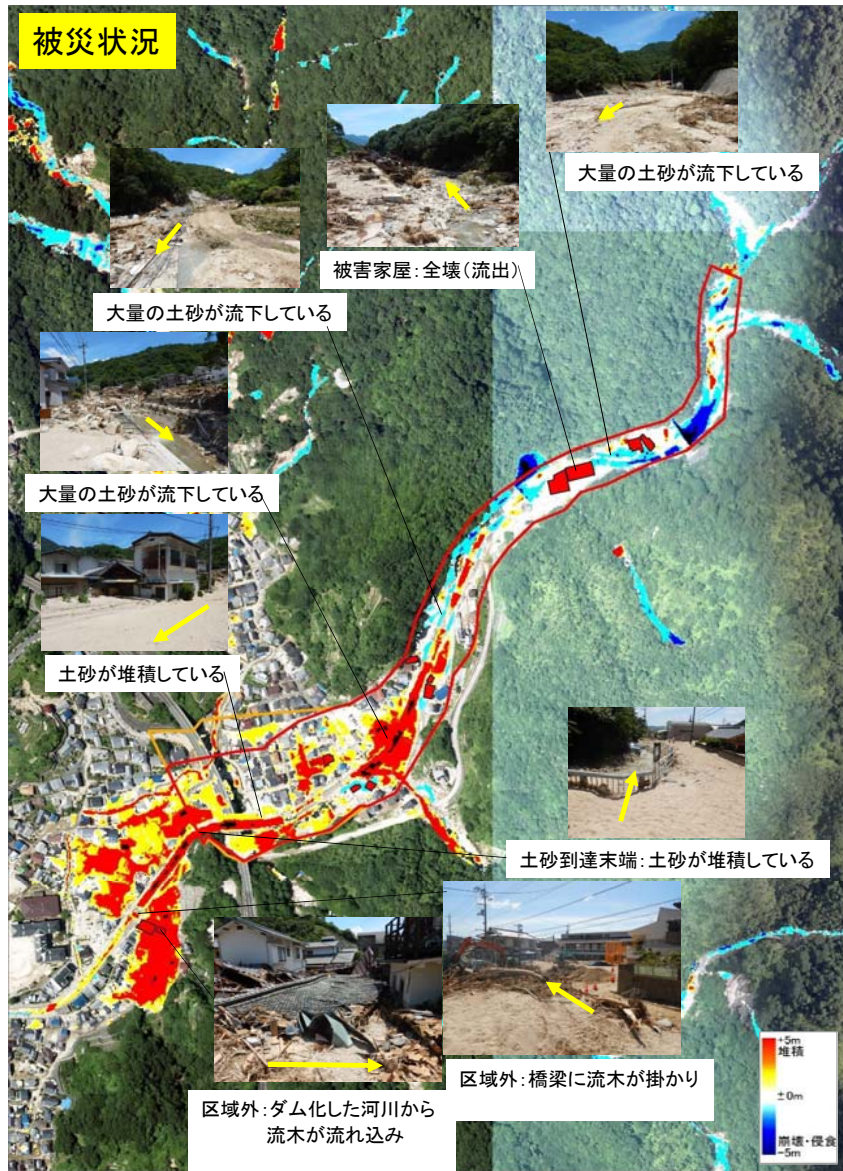 被災状況
大量の土砂が流下している
被害家屋:全壊(流出)
大量の土砂が流下している
大量の土砂が流下している
土砂が堆積している
土砂到達末端:土砂が堆積している
区域外:橋梁に流木が掛かり
区域外:ダム化した河川から
流木が流れ込み
+5m
堆積
±0m
崩壊・侵食
-5m